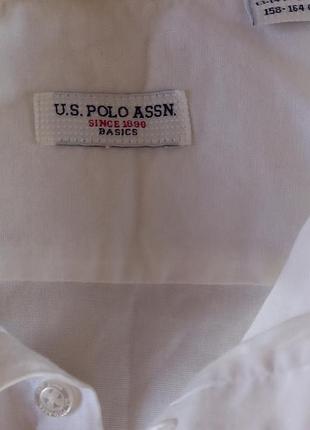 158-164
U.S. POLO ASSN.
SINCE 1890
BASICS